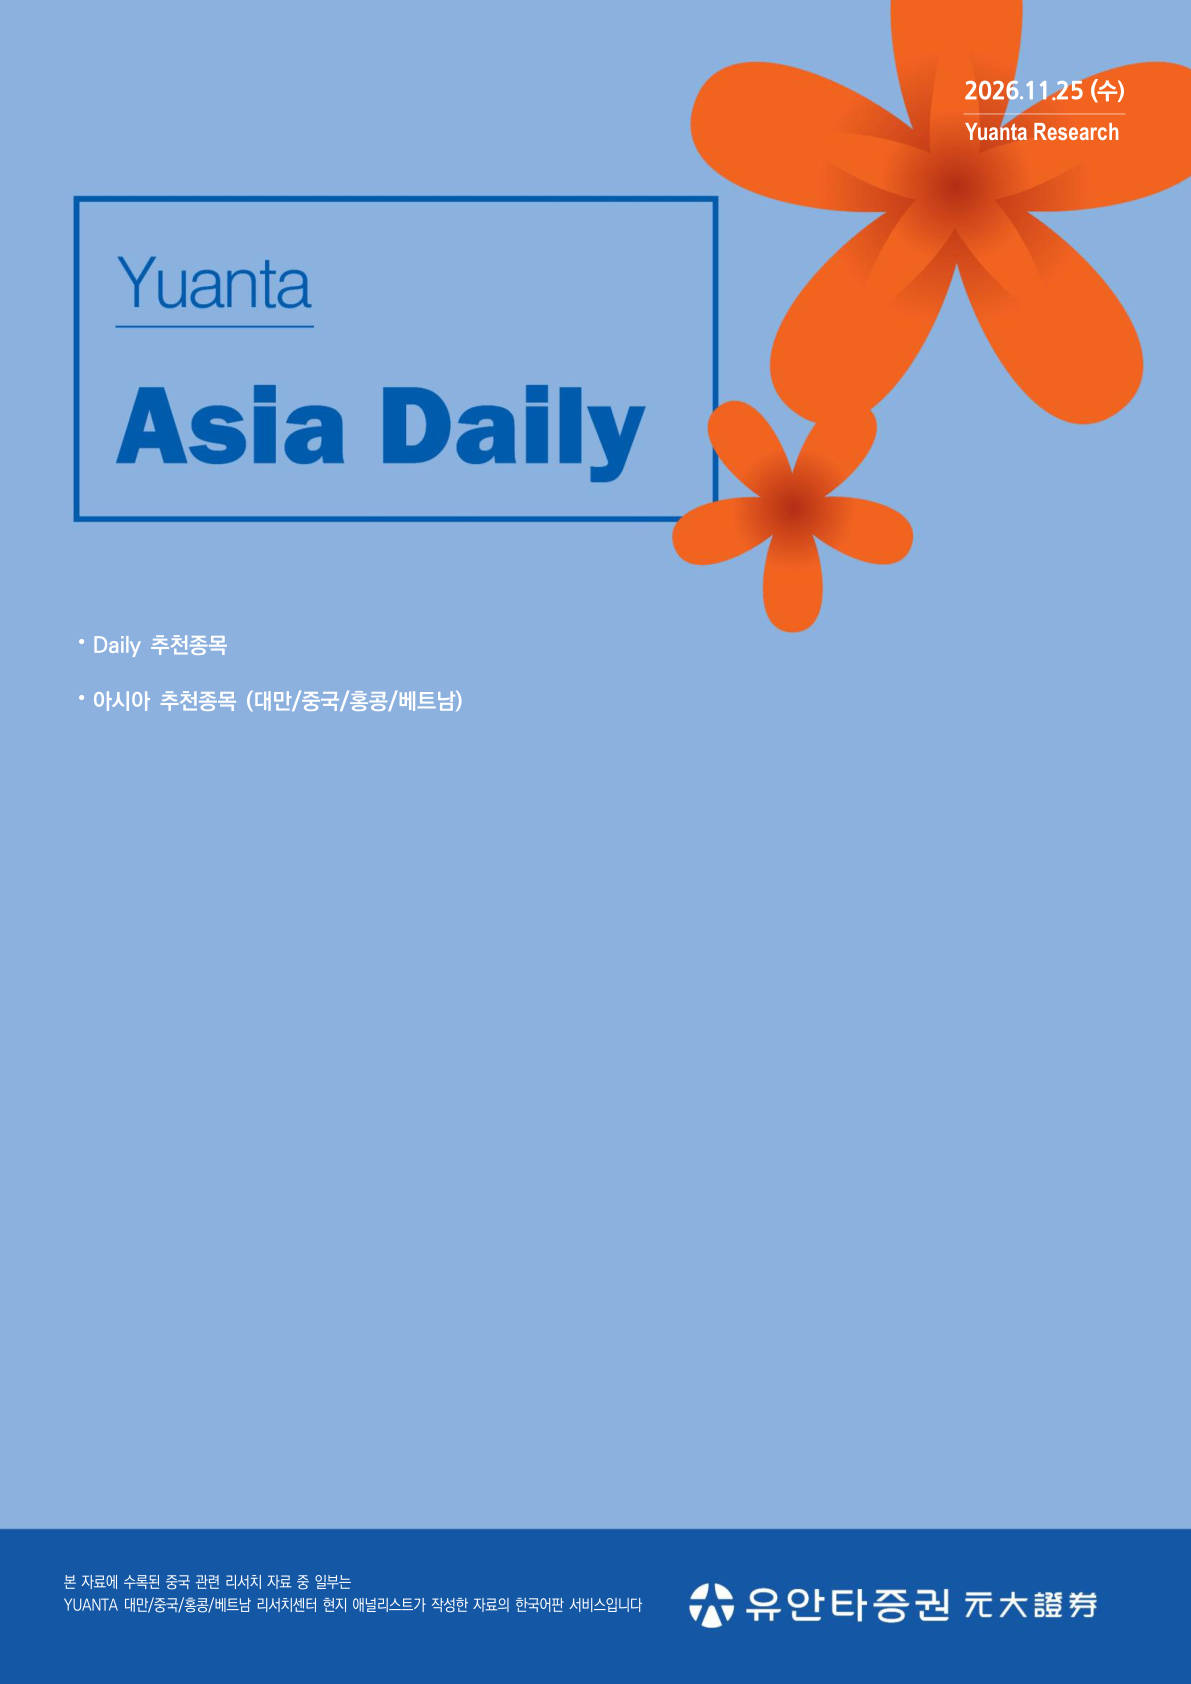 2026.11.25 (수)
Yuanta Research
Yuanta
Asia Daily
• Daily 추천종목
• 아시아 추천종목 (대만/중국/홍콩/베트남)
본 자료에 수록된 중국 관련 리서치 자료 중 일부는
YUANTA 대만/중국/홍콩/베트남 리서치센터 현지 애널리스트가 작성한 자료의 한국어판 서비스입니다
유안타증권 元大證券